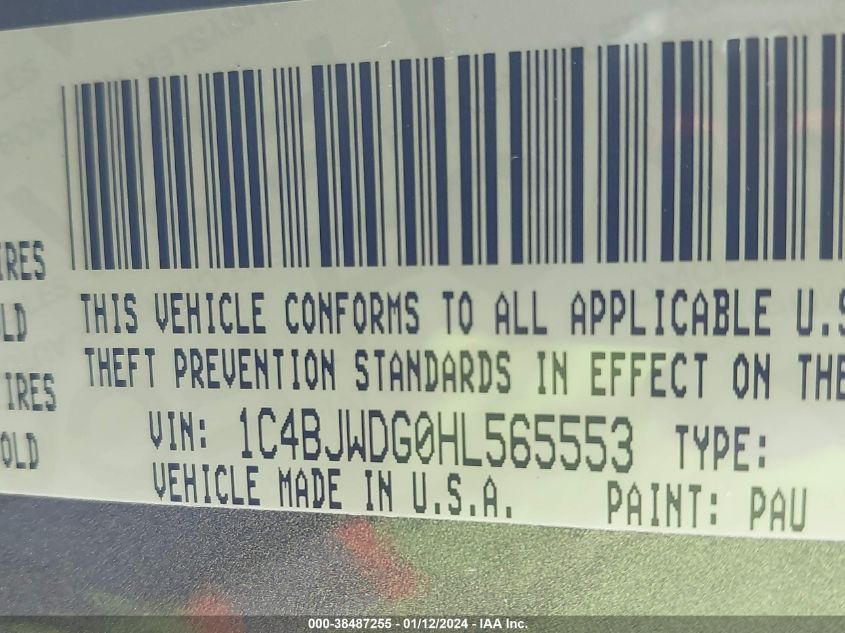 IRES
THIS VEHICLE CONFORMS TO ALL APPLICABLE U.S
LD
THEFT PREVENTION STANDARDS IN EFFECT ON THE
IRES
VIN: 1C4BJWDG0HL565553 TYPE:
OLD
VEHICLE MADE IN U.S.A. PAINT: PAU
000-38487255 - 01/12/2024 - IAA Inc.